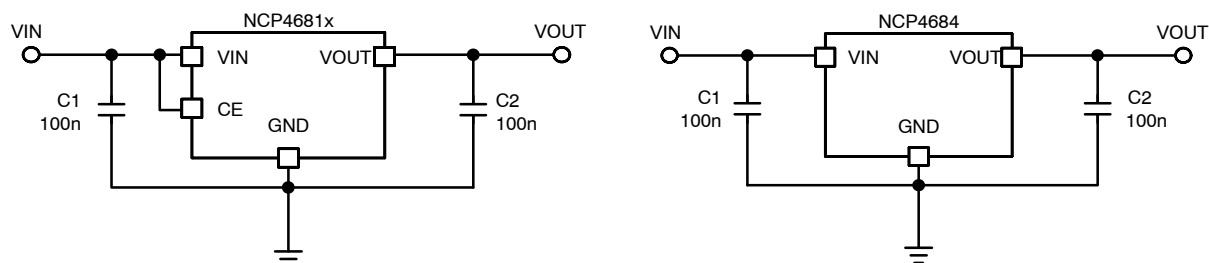 NCP4681x
VIN
VOUT
VIN
VOUT
C1
100n
CE
C2
100n
GND
NCP4684
VIN
VOUT
VIN
VOUT
C1
100n
C2
100n
GND